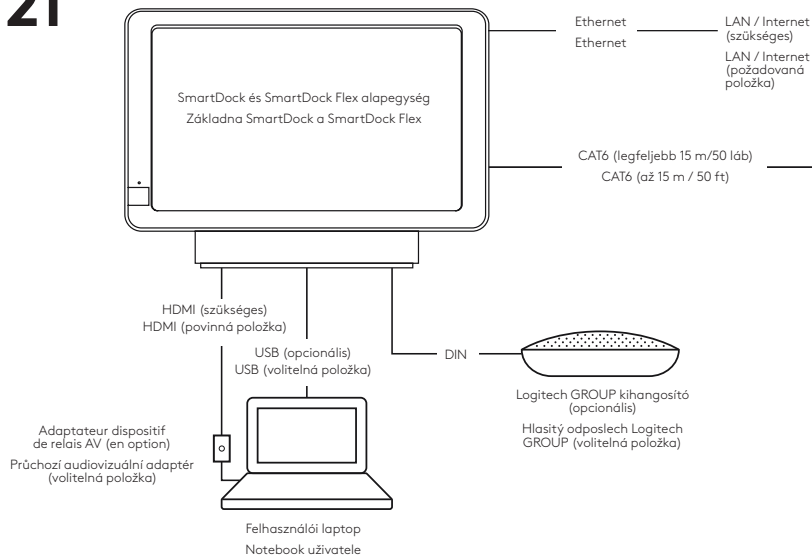 21
Ethernet
Ethernet
LAN / Internet
(szükséges)
LAN / Internet
(požadovaná
položka)
SmartDock és SmartDock Flex alapegység
Základna SmartDock a SmartDock Flex
CAT6 (legfeljebb 15 m/50 láb)
CAT6 (až 15 m / 50 ft)
HDMI (szükséges)
HDMI (povinná položka)
USB (opcionális)
USB (volitelná položka)
DIN
Logitech GROUP kihangosító
(opcionális)
Hlasitý odposlech Logitech
GROUP (volitelná položka)
Adaptateur dispositif
de relais AV (en option)
Průchozí audiovizuální adaptér
(volitelná položka)
Felhasználói laptop
Notebook uživatele